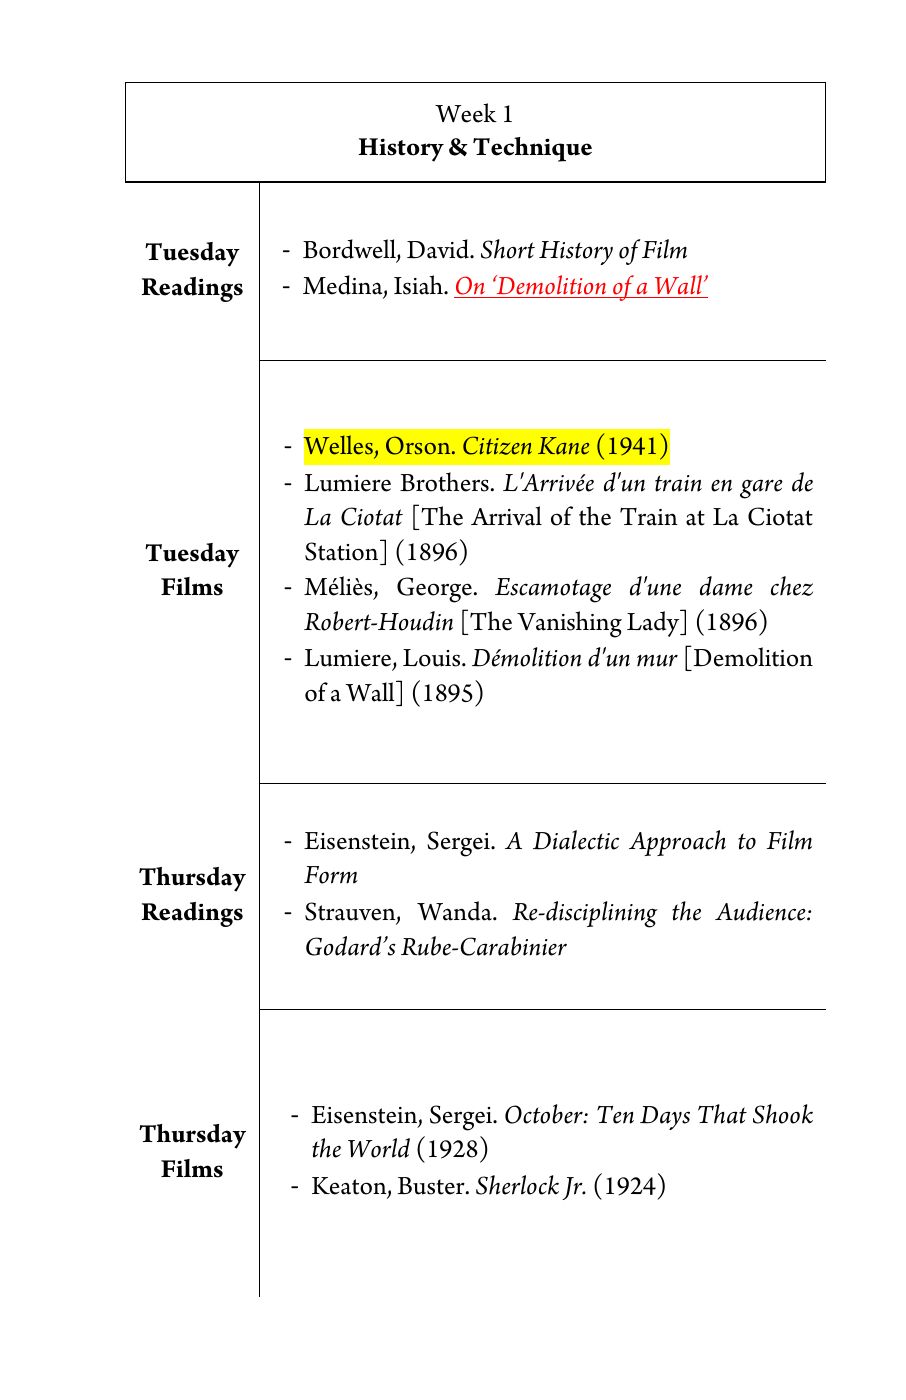 Week 1
History & Technique
Tuesday
Readings
- Bordwell, David. Short History of Film
- Medina, Isiah. On ‘Demolition of a Wall’
Tuesday
Films
- Welles, Orson. Citizen Kane (1941)
- Lumiere Brothers. L'Arrivée d'un train en gare de
La Ciotat [The Arrival of the Train at La Ciotat
Station] (1896)
- Méliès, George. Escamotage d'une dame chez
Robert-Houdin [The Vanishing Lady] (1896)
- Lumiere, Louis. Démolition d'un mur [Demolition
of a Wall] (1895)
Thursday
Readings
- Eisenstein, Sergei. A Dialectic Approach to Film
Form
- Strauven, Wanda. Re-disciplining the Audience:
Godard’s Rube-Carabinier
Thursday
Films
- Eisenstein, Sergei. October: Ten Days That Shook
the World (1928)
- Keaton, Buster. Sherlock Jr. (1924)